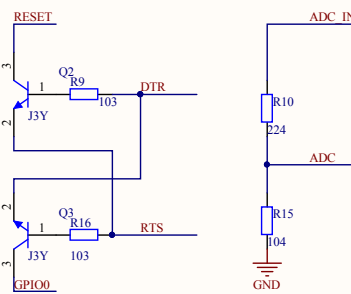 RESET
ADC_IN
3
Q2
R9
DTR
1
103
J3Y
2
R10
224
ADC
2
Q3
R16
RTS
1
J3Y
103
3
GPIO0
R15
104
GND